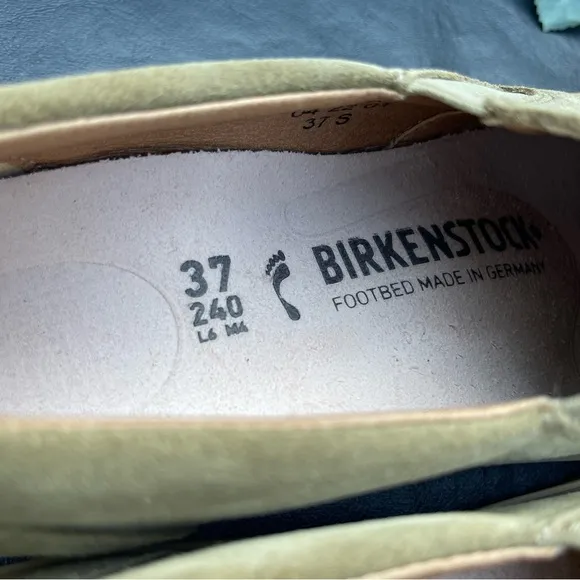 37 S
37
240
L6 M4
BIRKENSTOCK+
FOOTBED MADE IN GERMANY